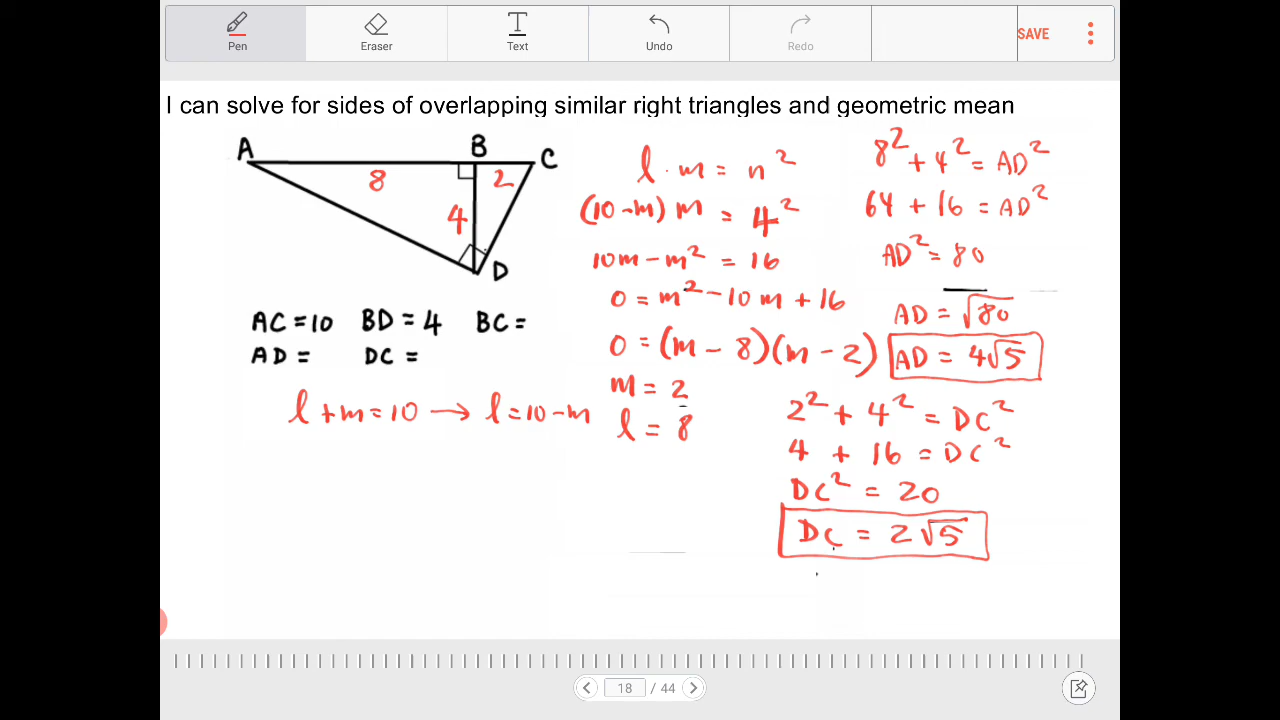 Pen Eraser Text Undo Redo SAVE
I can solve for sides of overlapping similar right triangles and geometric mean
A B C
8 2
4
D
AC = 10 BD = 4 BC =
AD = DC =
l + m = 10 → l = 10 - m
l · m = n²
(10 - m) m = 4²
10m - m² = 16
0 = m² - 10m + 16
0 = (m - 8)(m - 2)
m = 2
l = 8
8² + 4² = AD²
64 + 16 = AD²
AD² = 80
AD = √80
AD = 4√5
2² + 4² = DC²
4 + 16 = DC²
DC² = 20
DC = 2√5
18 / 44